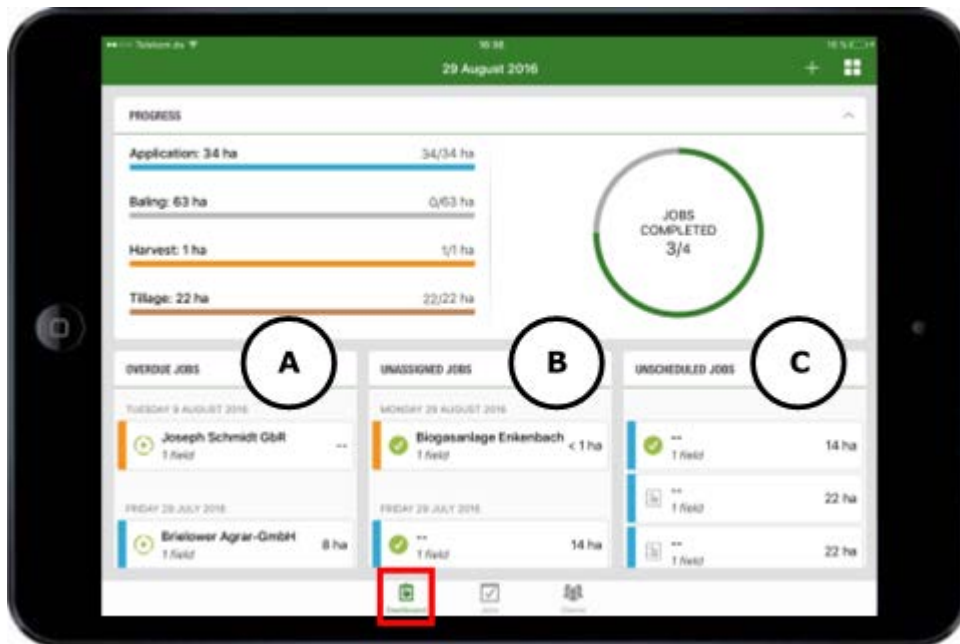 Telekom.de
16:38
29 August 2016
PROGRESS
Application: 34 ha 34/34 ha
Baling: 63 ha 0/63 ha
Harvest: 1 ha 1/1 ha
Tillage: 22 ha 22/22 ha
JOBS
COMPLETED
3/4
A
B
C
OVERDUE JOBS
TUESDAY 9 AUGUST 2016
Joseph Schmidt GbR --
1 field
FRIDAY 29 JULY 2016
Brielower Agrar-GmbH 8 ha
1 field
UNASSIGNED JOBS
MONDAY 29 AUGUST 2016
Biogasanlage Enkenbach < 1 ha
1 field
FRIDAY 29 JULY 2016
-- 14 ha
1 field
UNSCHEDULED JOBS
-- 14 ha
1 field
-- 22 ha
1 field
-- 22 ha
1 field
Dashboard
Jobs